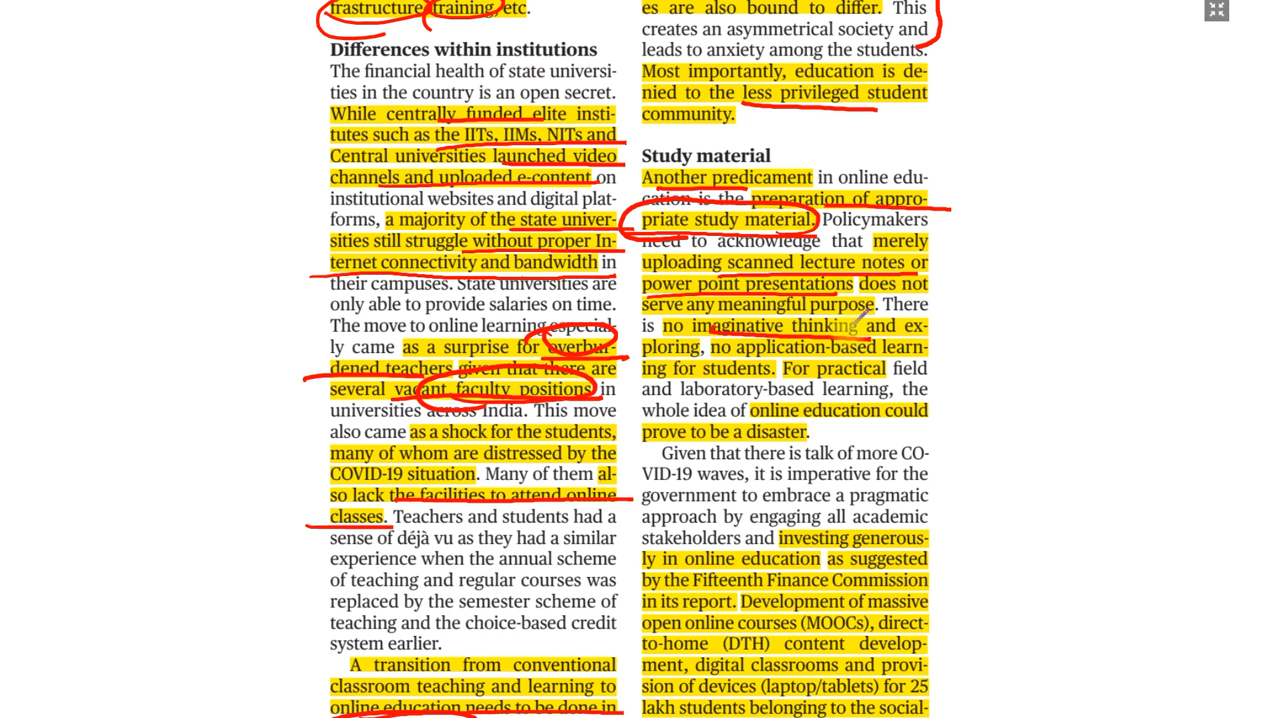 frastructure, training, etc.
Differences within institutions
The financial health of state universi-
ties in the country is an open secret.
While centrally funded elite insti-
tutes such as the IITs, IIMs, NITs and
Central universities launched video
channels and uploaded e-content on
institutional websites and digital plat-
forms, a majority of the state univer-
sities still struggle without proper In-
ternet connectivity and bandwidth in
their campuses. State universities are
only able to provide salaries on time.
The move to online learning especial-
ly came as a surprise for overbur-
dened teachers given that there are
several vacant faculty positions in
universities across India. This move
also came as a shock for the students,
many of whom are distressed by the
COVID-19 situation. Many of them al-
so lack the facilities to attend online
classes. Teachers and students had a
sense of déjà vu as they had a similar
experience when the annual scheme
of teaching and regular courses was
replaced by the semester scheme of
teaching and the choice-based credit
system earlier.
A transition from conventional
classroom teaching and learning to
online education needs to be done in
es are also bound to differ. This
creates an asymmetrical society and
leads to anxiety among the students.
Most importantly, education is de-
nied to the less privileged student
community.
Study material
Another predicament in online edu-
cation is the preparation of appro-
priate study material. Policymakers
need to acknowledge that merely
uploading scanned lecture notes or
power point presentations does not
serve any meaningful purpose. There
is no imaginative thinking and ex-
ploring, no application-based learn-
ing for students. For practical field
and laboratory-based learning, the
whole idea of online education could
prove to be a disaster.
Given that there is talk of more CO-
VID-19 waves, it is imperative for the
government to embrace a pragmatic
approach by engaging all academic
stakeholders and investing generous-
ly in online education as suggested
by the Fifteenth Finance Commission
in its report. Development of massive
open online courses (MOOCs), direct-
to-home (DTH) content develop-
ment, digital classrooms and provi-
sion of devices (laptop/tablets) for 25
lakh students belonging to the social-